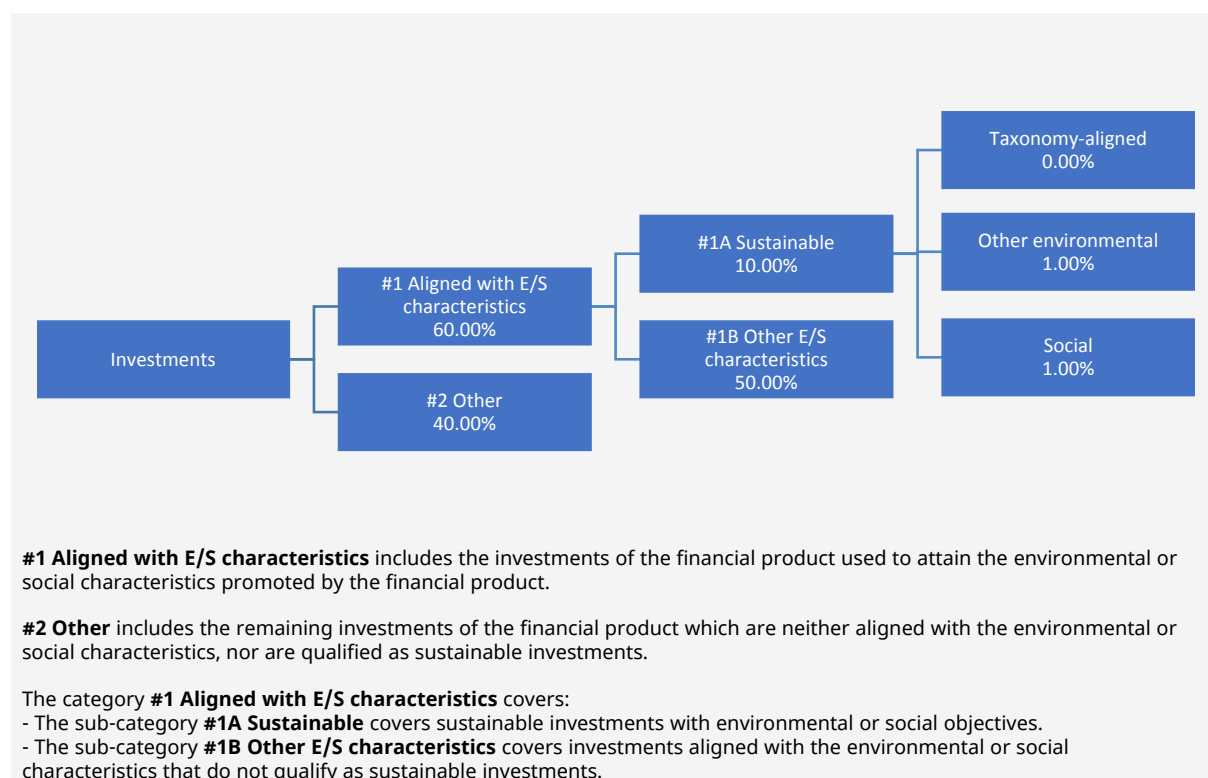 Investments
#1 Aligned with E/S
characteristics
60.00%
#2 Other
40.00%
#1A Sustainable
10.00%
#1B Other E/S
characteristics
50.00%
Taxonomy-aligned
0.00%
Other environmental
1.00%
Social
1.00%
#1 Aligned with E/S characteristics includes the investments of the financial product used to attain the environmental or
social characteristics promoted by the financial product.
#2 Other includes the remaining investments of the financial product which are neither aligned with the environmental or
social characteristics, nor are qualified as sustainable investments.
The category #1 Aligned with E/S characteristics covers:
- The sub-category #1A Sustainable covers sustainable investments with environmental or social objectives.
- The sub-category #1B Other E/S characteristics covers investments aligned with the environmental or social
characteristics that do not qualify as sustainable investments.